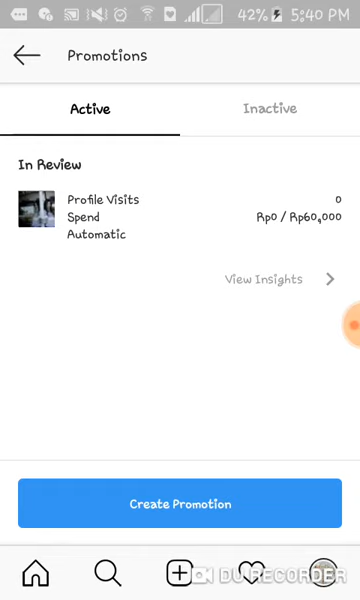 42% 5:40 PM
Promotions
Active Inactive
In Review
Profile Visits 0
Spend Rp0 / Rp60,000
Automatic
View Insights
Create Promotion
DU RECORDER